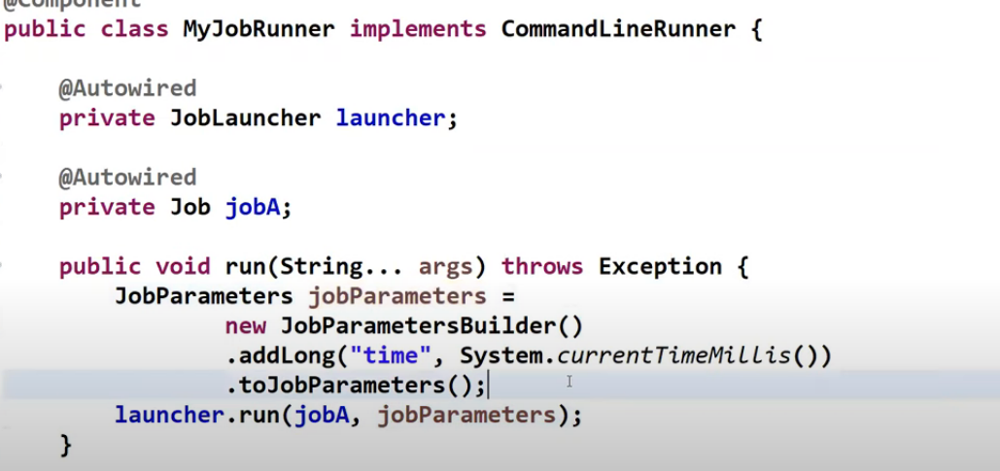 @Component
public class MyJobRunner implements CommandLineRunner {
@Autowired
private JobLauncher launcher;
@Autowired
private Job jobA;
public void run(String... args) throws Exception {
JobParameters jobParameters =
new JobParametersBuilder()
.addLong("time", System.currentTimeMillis())
.toJobParameters();
launcher.run(jobA, jobParameters);
}